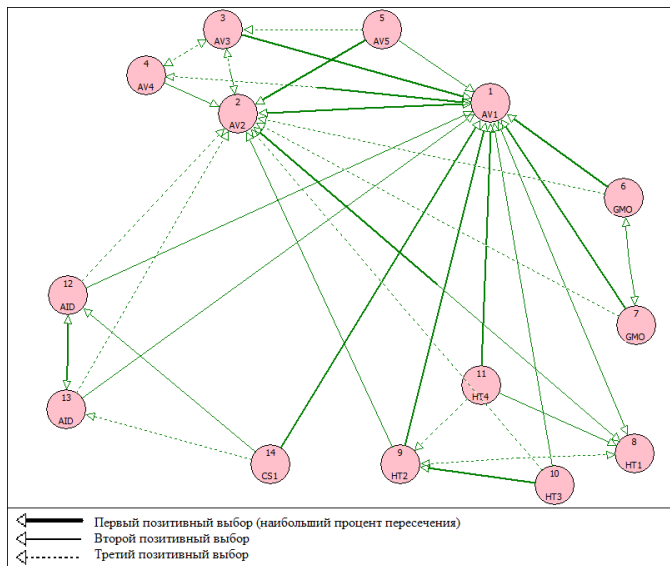 3
AV3
5
AV5
4
AV4
2
AV2
1
AV1
6
GMO
7
GMO
12
AID
13
AID
14
CS1
11
HT4
9
HT2
10
HT3
8
HT1
Первый позитивный выбор (наибольший процент пересечения)
Второй позитивный выбор
Третий позитивный выбор